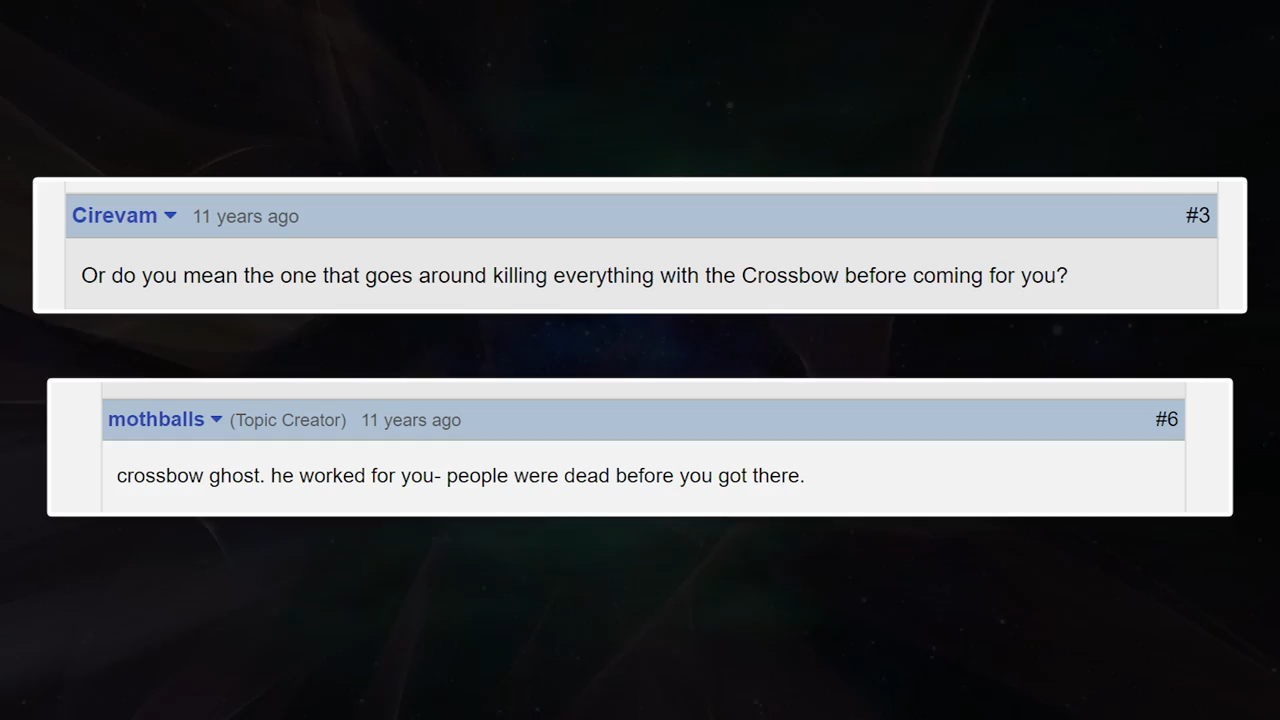 Cirevam 11 years ago #3
Or do you mean the one that goes around killing everything with the Crossbow before coming for you?
mothballs (Topic Creator) 11 years ago #6
crossbow ghost. he worked for you- people were dead before you got there.